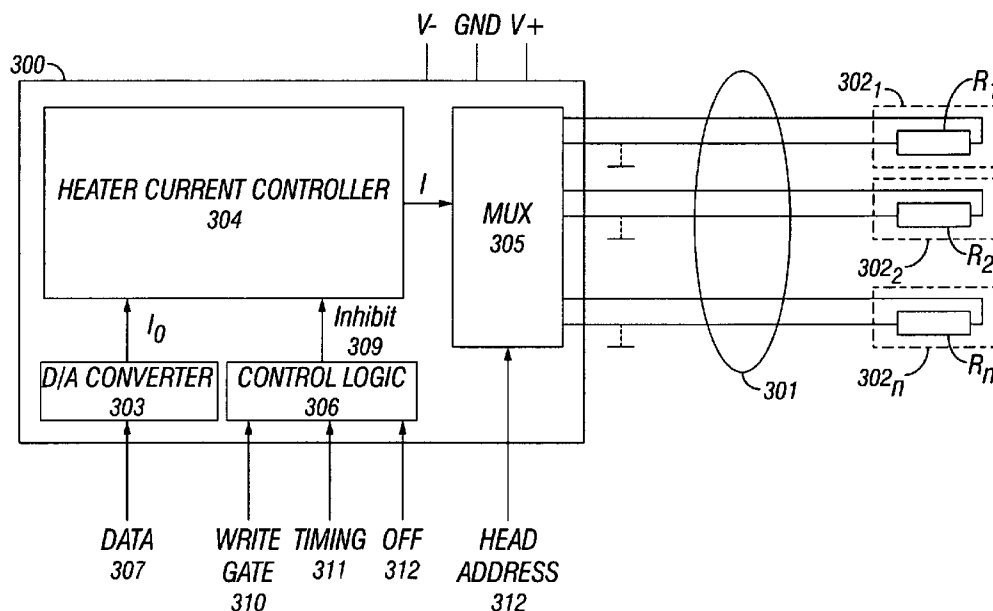 V- GND V+
300
HEATER CURRENT CONTROLLER
304
I
MUX
305
I0
Inhibit
309
D/A CONVERTER
303
CONTROL LOGIC
306
301
3021
R1
R2
3022
Rn
302n
DATA
307
WRITE
GATE
310
TIMING
311
OFF
312
HEAD
ADDRESS
312